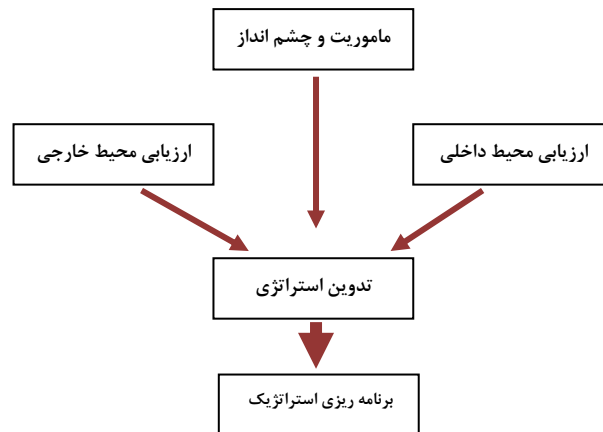 ماموریت و چشم انداز
ارزیابی محیط داخلی
ارزیابی محیط خارجی
تدوین استراتژی
برنامه ریزی استراتژیک